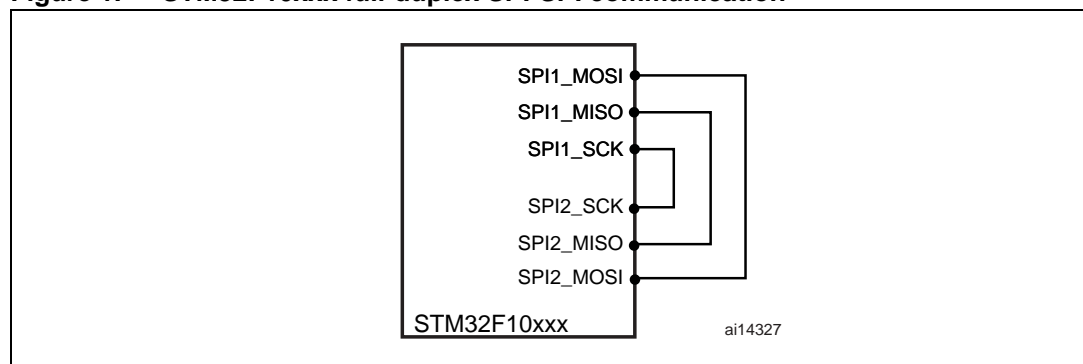 SPI1_MOSI
SPI1_MISO
SPI1_SCK
SPI2_SCK
SPI2_MISO
SPI2_MOSI
STM32F10xxx
ai14327